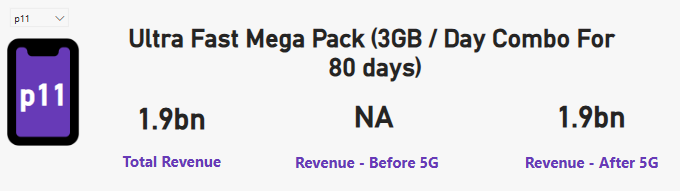 p11
Ultra Fast Mega Pack (3GB / Day Combo For
80 days)
p11
1.9bn
NA
1.9bn
Total Revenue
Revenue - Before 5G
Revenue - After 5G